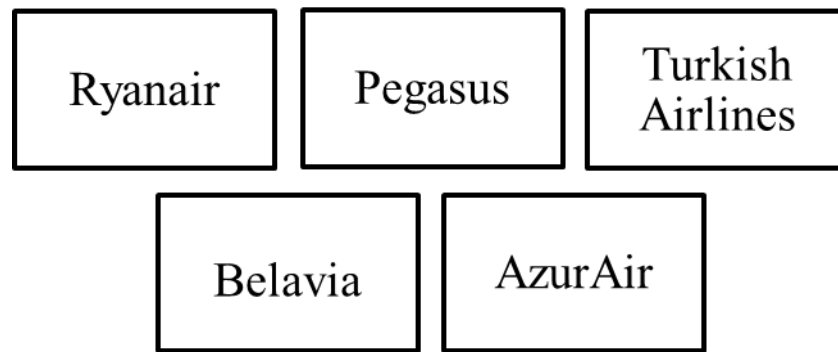 Ryanair
Pegasus
Turkish
Airlines
Belavia
AzurAir